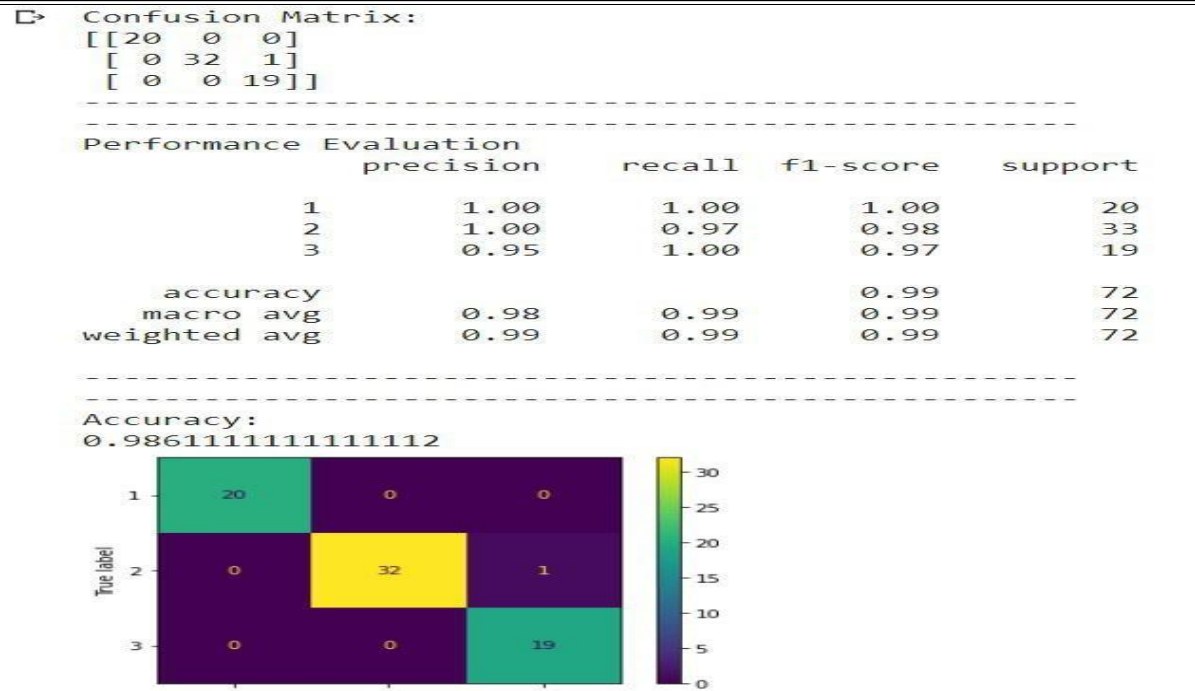 Confusion Matrix:
[[20  0  0]
 [ 0 32  1]
 [ 0  0 19]]
-----------------------------------------------------
-----------------------------------------------------
Performance Evaluation
precision recall f1-score support
1 1.00 1.00 1.00 20
2 1.00 0.97 0.98 33
3 0.95 1.00 0.97 19
accuracy 0.99 72
macro avg 0.98 0.99 0.99 72
weighted avg 0.99 0.99 0.99 72
-----------------------------------------------------
-----------------------------------------------------
Accuracy:
0.9861111111111112
30
1 20 0 0
25
20
True label
2 0 32 1
15
10
3 0 0 19
5
0